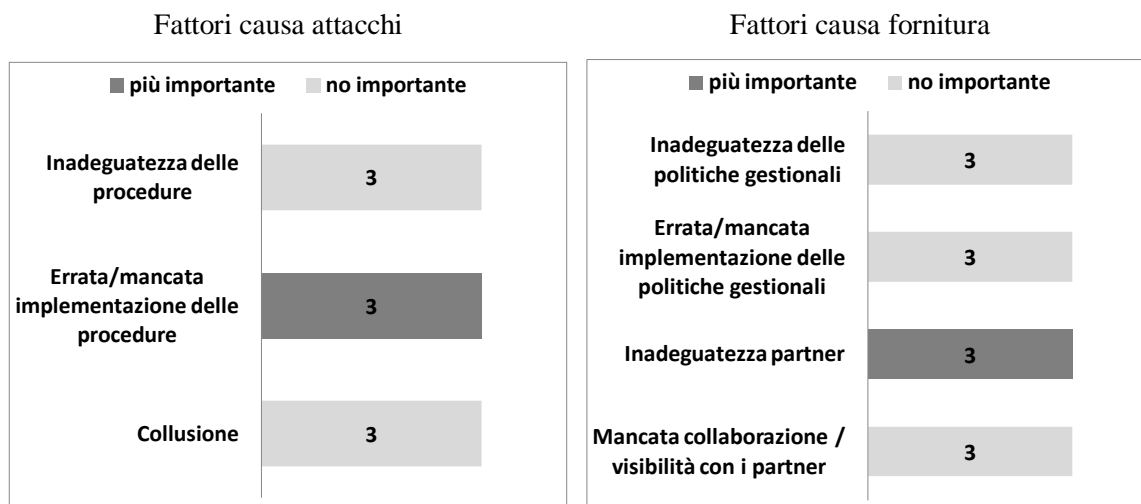 Fattori causa attacchi
più importante no importante
Inadeguatezza delle
procedure
3
Errata/mancata
implementazione delle
procedure
3
Collusione
3
Fattori causa fornitura
più importante no importante
Inadeguatezza delle
politiche gestionali
3
Errata/mancata
implementazione delle
politiche gestionali
3
Inadeguatezza partner
3
Mancata collaborazione /
visibilità con i partner
3